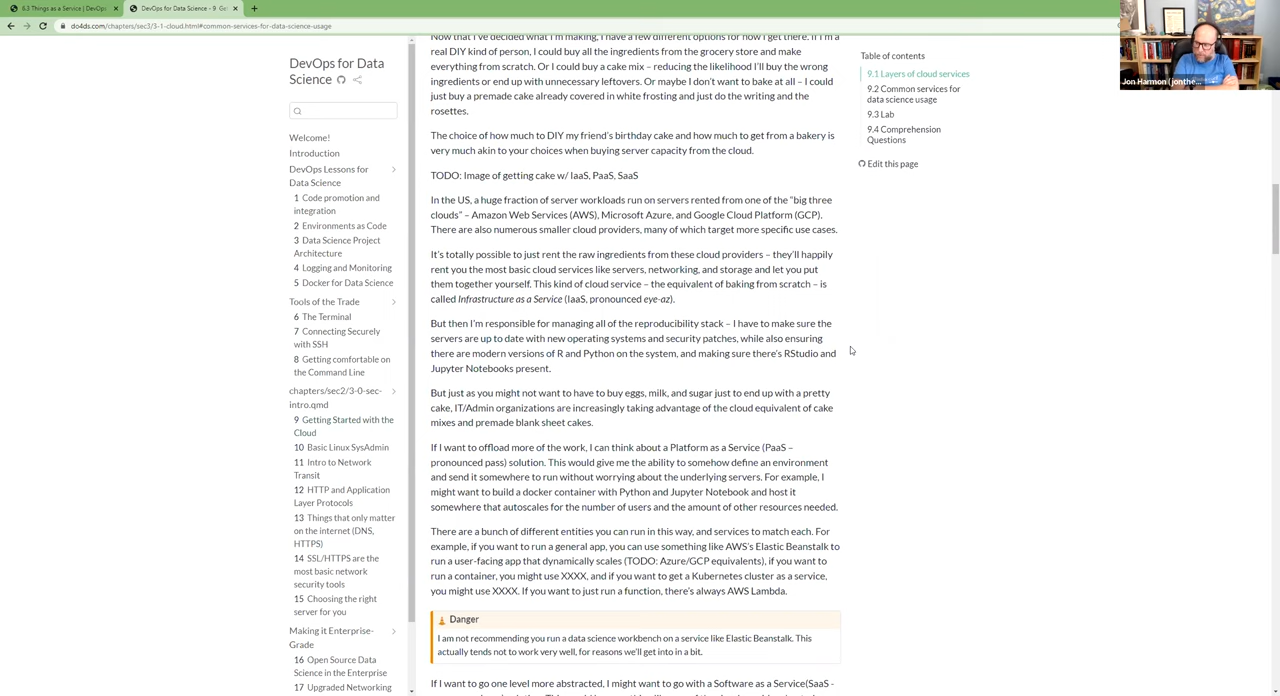 6.3 Things as a Service | DevOps
DevOps for Data Science - 9 Ge
do4ds.com/chapters/sec3/3-1-cloud.html#common-services-for-data-science-usage
Jon Harmon (jonthe...
DevOps for Data
Science
Welcome!
Introduction
DevOps Lessons for
Data Science
1 Code promotion and
integration
2 Environments as Code
3 Data Science Project
Architecture
4 Logging and Monitoring
5 Docker for Data Science
Tools of the Trade
6 The Terminal
7 Connecting Securely
with SSH
8 Getting comfortable on
the Command Line
chapters/sec2/3-0-sec-
intro.qmd
9 Getting Started with the
Cloud
10 Basic Linux SysAdmin
11 Intro to Network
Transit
12 HTTP and Application
Layer Protocols
13 Things that only matter
on the internet (DNS,
HTTPS)
14 SSL/HTTPS are the
most basic network
security tools
15 Choosing the right
server for you
Making it Enterprise-
Grade
16 Open Source Data
Science in the Enterprise
17 Upgraded Networking
Now that I've decided what I'm making, I have a few different options for how I get there. If I'm a
real DIY kind of person, I could buy all the ingredients from the grocery store and make
everything from scratch. Or I could buy a cake mix – reducing the likelihood I'll buy the wrong
ingredients or end up with unnecessary leftovers. Or maybe I don't want to bake at all – I could
just buy a premade cake already covered in white frosting and just do the writing and the
rosettes.
The choice of how much to DIY my friend's birthday cake and how much to get from a bakery is
very much akin to your choices when buying server capacity from the cloud.
TODO: Image of getting cake w/ IaaS, PaaS, SaaS
In the US, a huge fraction of server workloads run on servers rented from one of the "big three
clouds" – Amazon Web Services (AWS), Microsoft Azure, and Google Cloud Platform (GCP).
There are also numerous smaller cloud providers, many of which target more specific use cases.
It's totally possible to just rent the raw ingredients from these cloud providers – they'll happily
rent you the most basic cloud services like servers, networking, and storage and let you put
them together yourself. This kind of cloud service – the equivalent of baking from scratch – is
called Infrastructure as a Service (IaaS, pronounced eye-az).
But then I'm responsible for managing all of the reproducibility stack – I have to make sure the
servers are up to date with new operating systems and security patches, while also ensuring
there are modern versions of R and Python on the system, and making sure there's RStudio and
Jupyter Notebooks present.
But just as you might not want to have to buy eggs, milk, and sugar just to end up with a pretty
cake, IT/Admin organizations are increasingly taking advantage of the cloud equivalent of cake
mixes and premade blank sheet cakes.
If I want to offload more of the work, I can think about a Platform as a Service (PaaS –
pronounced pass) solution. This would give me the ability to somehow define an environment
and send it somewhere to run without worrying about the underlying servers. For example, I
might want to build a docker container with Python and Jupyter Notebook and host it
somewhere that autoscales for the number of users and the amount of other resources needed.
There are a bunch of different entities you can run in this way, and services to match each. For
example, if you want to run a general app, you can use something like AWS's Elastic Beanstalk to
run a user-facing app that dynamically scales (TODO: Azure/GCP equivalents), if you want to
run a container, you might use XXXX, and if you want to get a Kubernetes cluster as a service,
you might use XXXX. If you want to just run a function, there's always AWS Lambda.
Danger
I am not recommending you run a data science workbench on a service like Elastic Beanstalk. This
actually tends not to work very well, for reasons we'll get into in a bit.
If I want to go one level more abstracted, I might want to go with a Software as a Service(SaaS -
Table of contents
9.1 Layers of cloud services
9.2 Common services for
data science usage
9.3 Lab
9.4 Comprehension
Questions
Edit this page